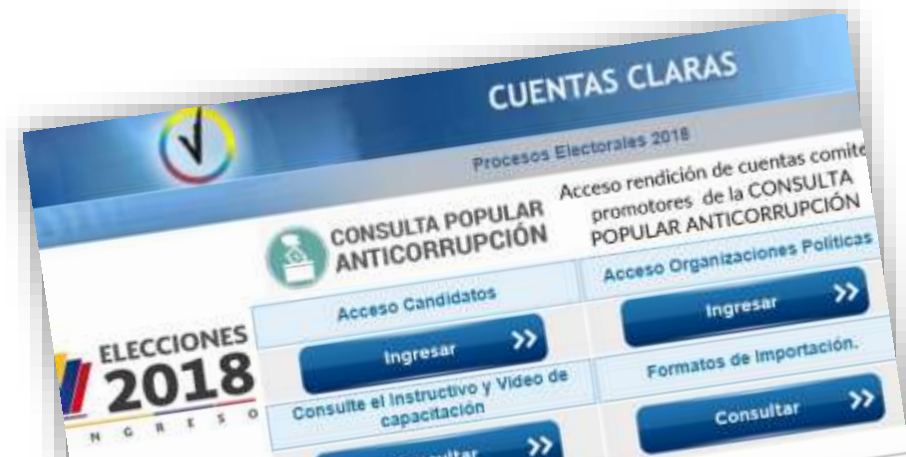 CUENTAS CLARAS
Procesos Electorales 2018
CONSULTA POPULAR
ANTICORRUPCIÓN
Acceso rendición de cuentas comité
promotores de la CONSULTA
POPULAR ANTICORRUPCIÓN
Acceso Candidatos
Acceso Organizaciones Políticas
Ingresar
Ingresar
ELECCIONES
2018
N G R E S O
Consulte el Instructivo y Video de
capacitación
Formatos de Importación.
Consultar